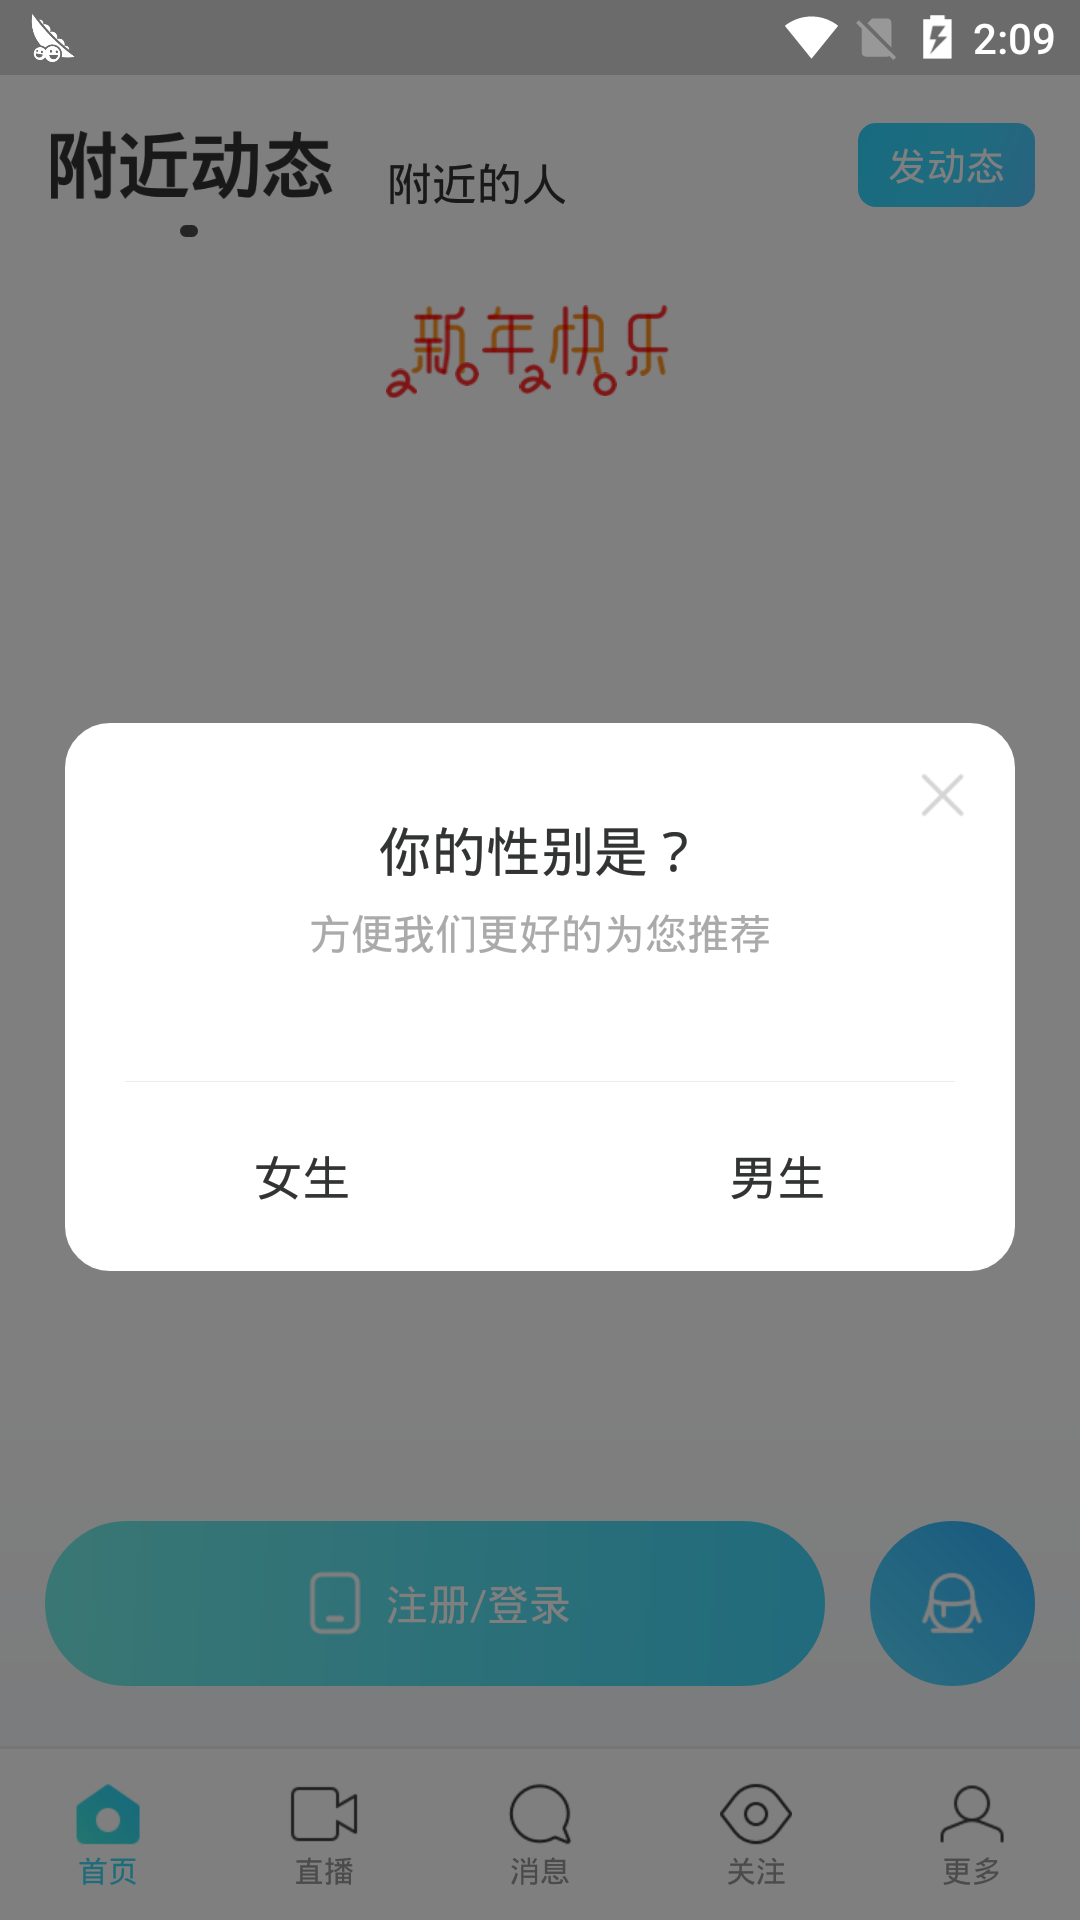 2:09
附近动态
附近的人
发动态
新年快乐
你的性别是？
方便我们更好的为您推荐
女生
男生
注册/登录
首页
直播
消息
关注
更多